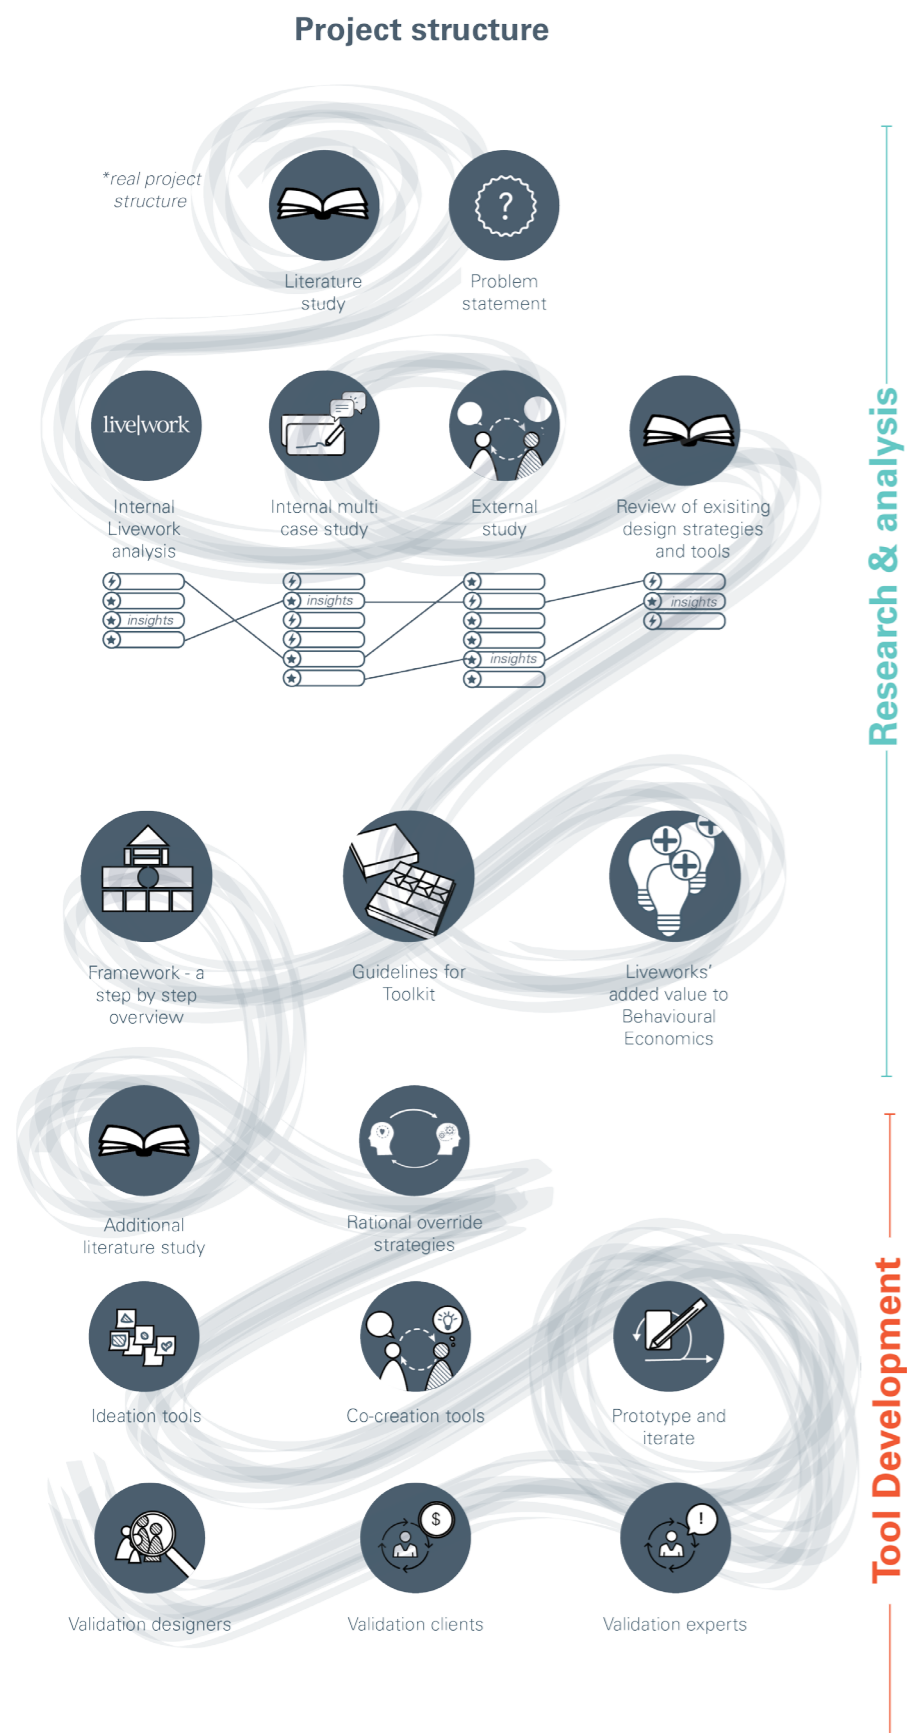 Project structure
*real project
structure
Literature
study
Problem
statement
?
live|work
Internal
Livework
analysis
Internal multi
case study
External
study
Review of exisiting
design strategies
and tools
insights
insights
insights
insights
Research & analysis
Framework - a
step by step
overview
Guidelines for
Toolkit
Liveworks’
added value to
Behavioural
Economics
Additional
literature study
Rational override
strategies
Ideation tools
Co-creation tools
Prototype and
iterate
Tool Development
$
!
Validation designers
Validation clients
Validation experts